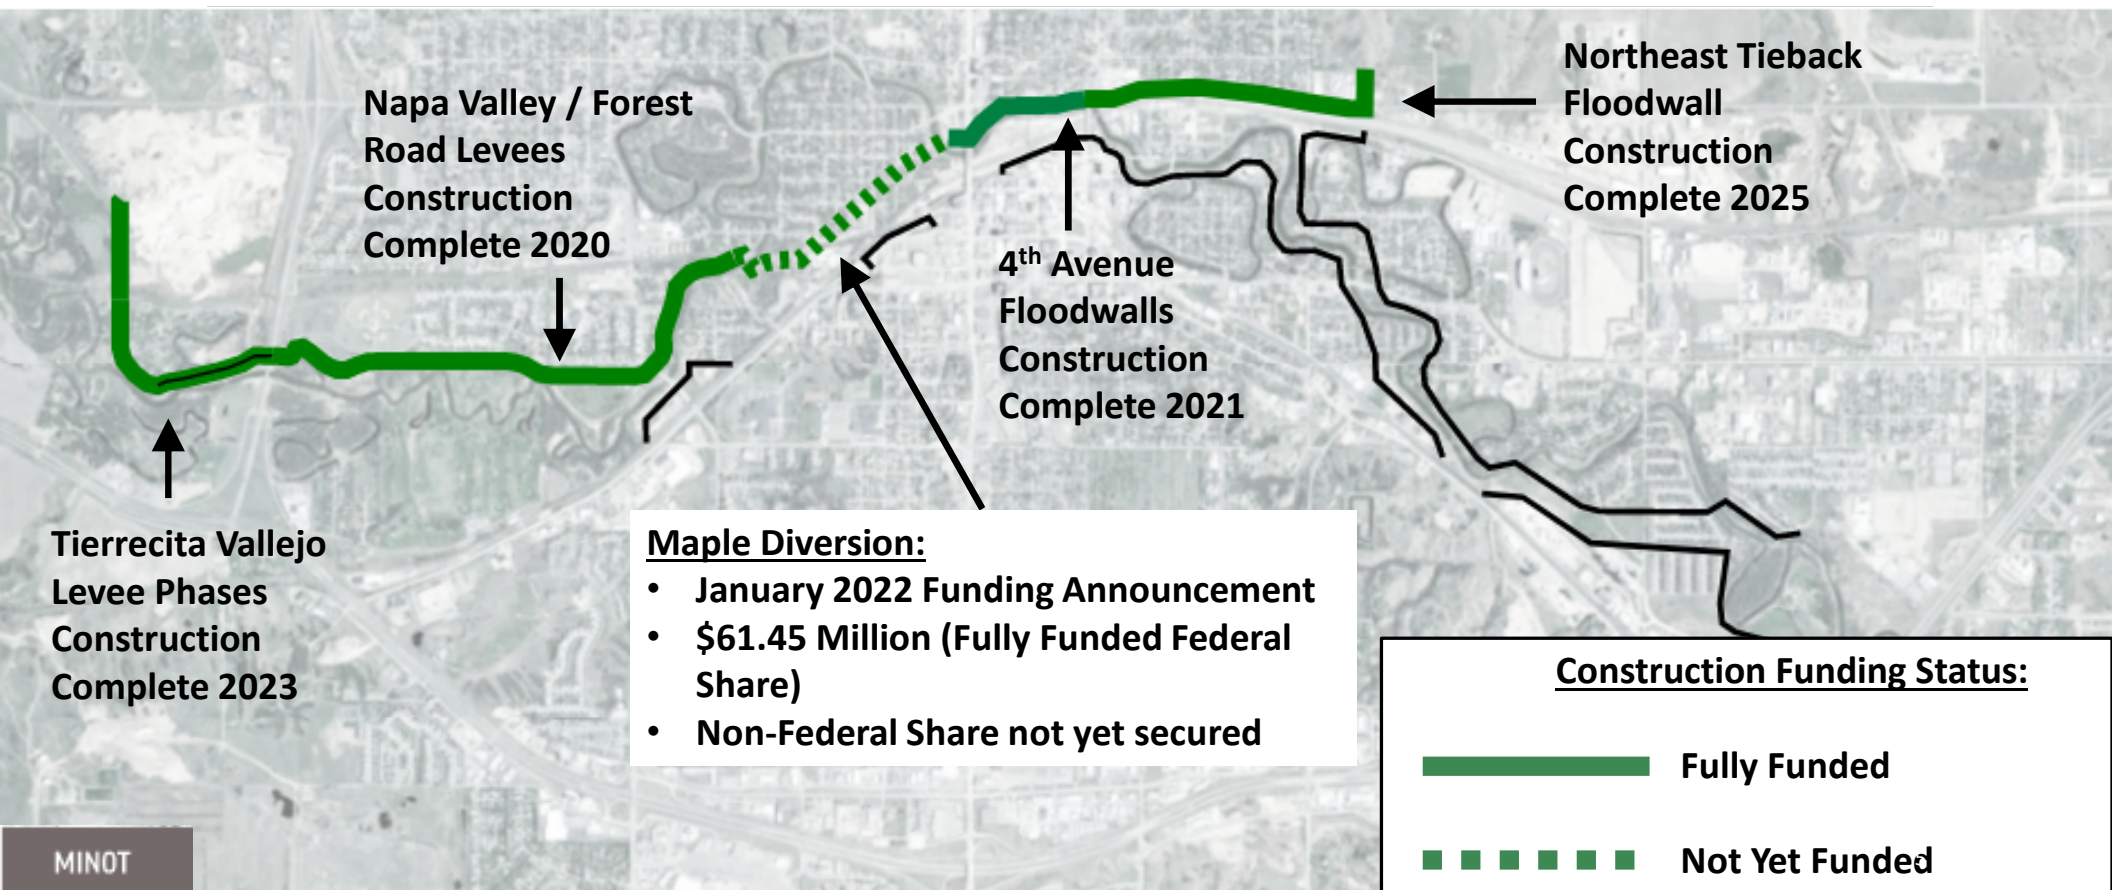 Napa Valley / Forest
Road Levees
Construction
Complete 2020
Northeast Tieback
Floodwall
Construction
Complete 2025
4th Avenue
Floodwalls
Construction
Complete 2021
Tierrecita Vallejo
Levee Phases
Construction
Complete 2023
Maple Diversion:
• January 2022 Funding Announcement
• $61.45 Million (Fully Funded Federal
Share)
• Non-Federal Share not yet secured
Construction Funding Status:
Fully Funded
Not Yet Funded
MINOT